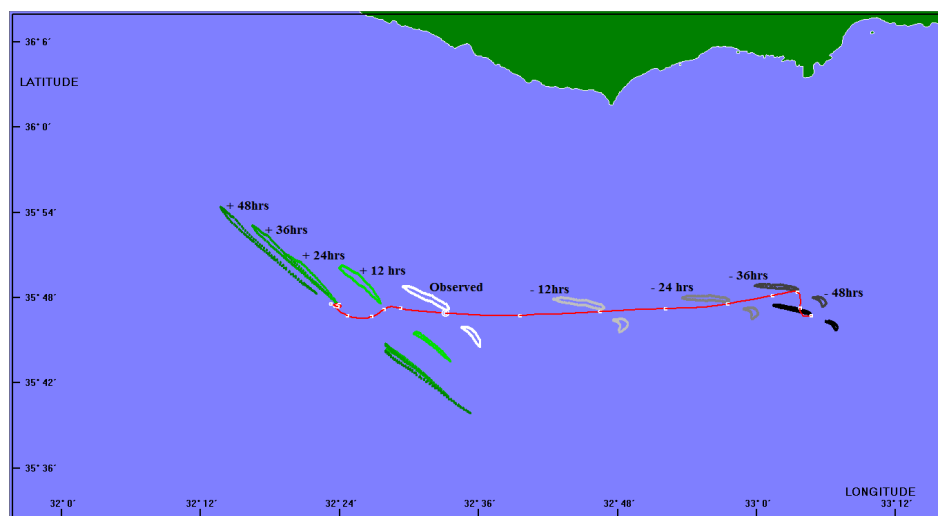 36° 6′
LATITUDE
36° 0′
35° 54′
+ 48hrs
+ 36hrs
+ 24hrs
+ 12 hrs
Observed
- 12hrs
- 24 hrs
- 36hrs
- 48hrs
35° 48′
35° 42′
35° 36′
LONGITUDE
32° 0′
32° 12′
32° 24′
32° 36′
32° 48′
33° 0′
33° 12′